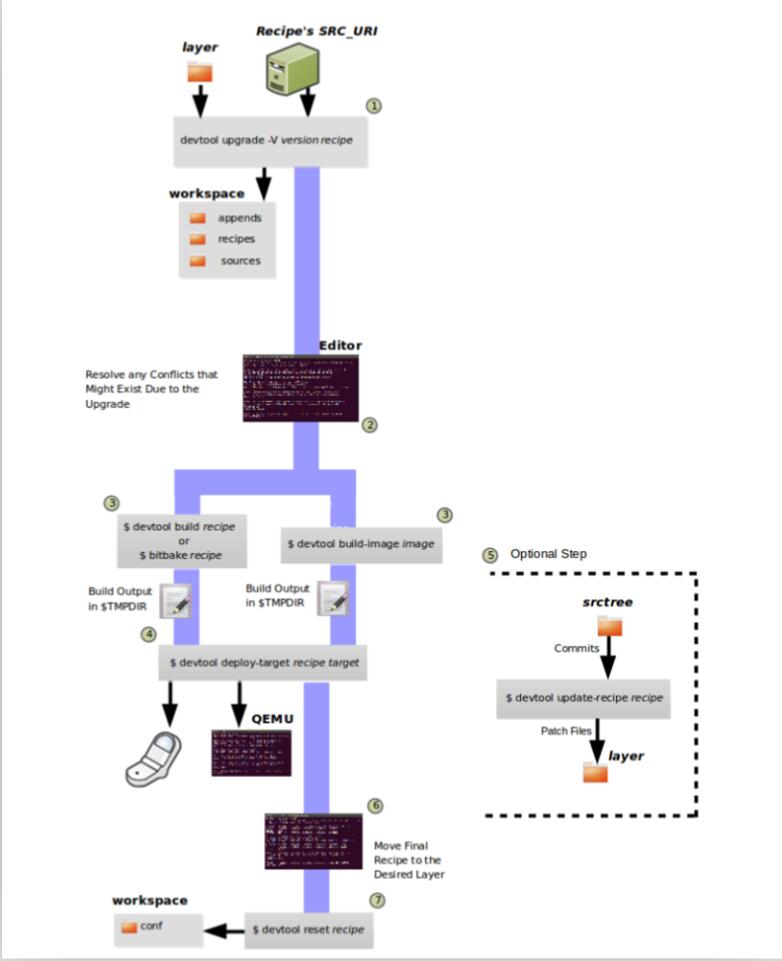 Recipe's SRC_URI
layer
1
devtool upgrade -V version recipe
workspace
appends
recipes
sources
Editor
Resolve any Conflicts that
Might Exist Due to the
Upgrade
2
3
$ devtool build recipe
or
$ bitbake recipe
3
$ devtool build-image image
Build Output
in $TMPDIR
Build Output
in $TMPDIR
4
$ devtool deploy-target recipe target
QEMU
5 Optional Step
srctree
Commits
$ devtool update-recipe recipe
Patch Files
layer
6
Move Final
Recipe to the
Desired Layer
7
workspace
conf
$ devtool reset recipe